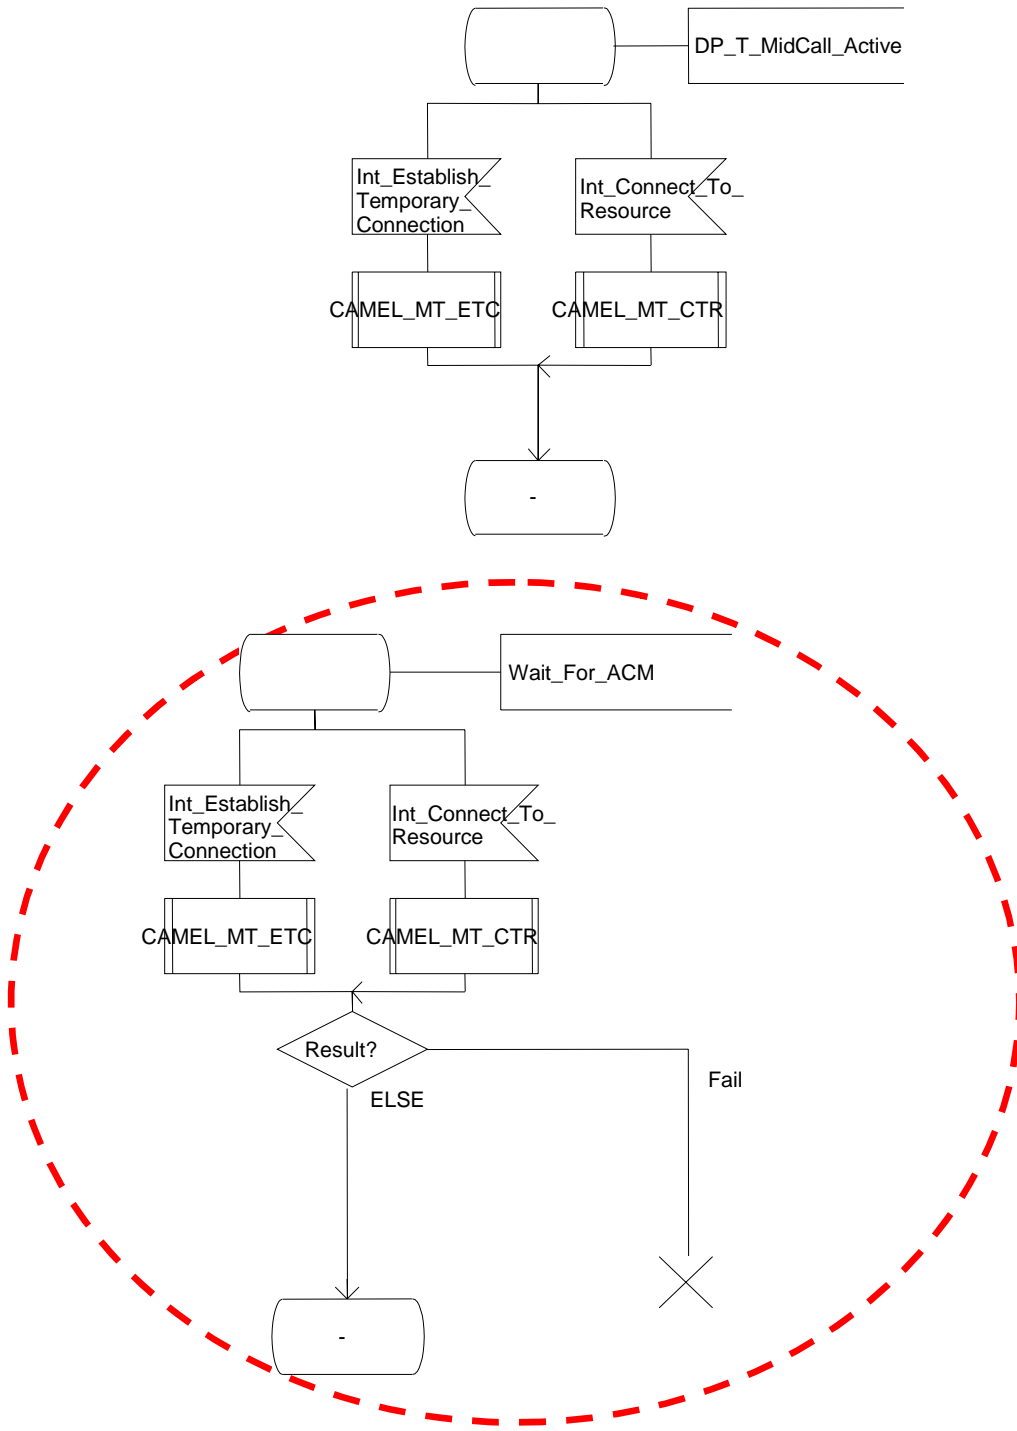 DP_T_MidCall_Active
Int_Establish_
Temporary_
Connection
Int_Connect_To_
Resource
CAMEL_MT_ETC
CAMEL_MT_CTR
-
Wait_For_ACM
Int_Establish_
Temporary_
Connection
Int_Connect_To_
Resource
CAMEL_MT_ETC
CAMEL_MT_CTR
Result?
Fail
ELSE
-